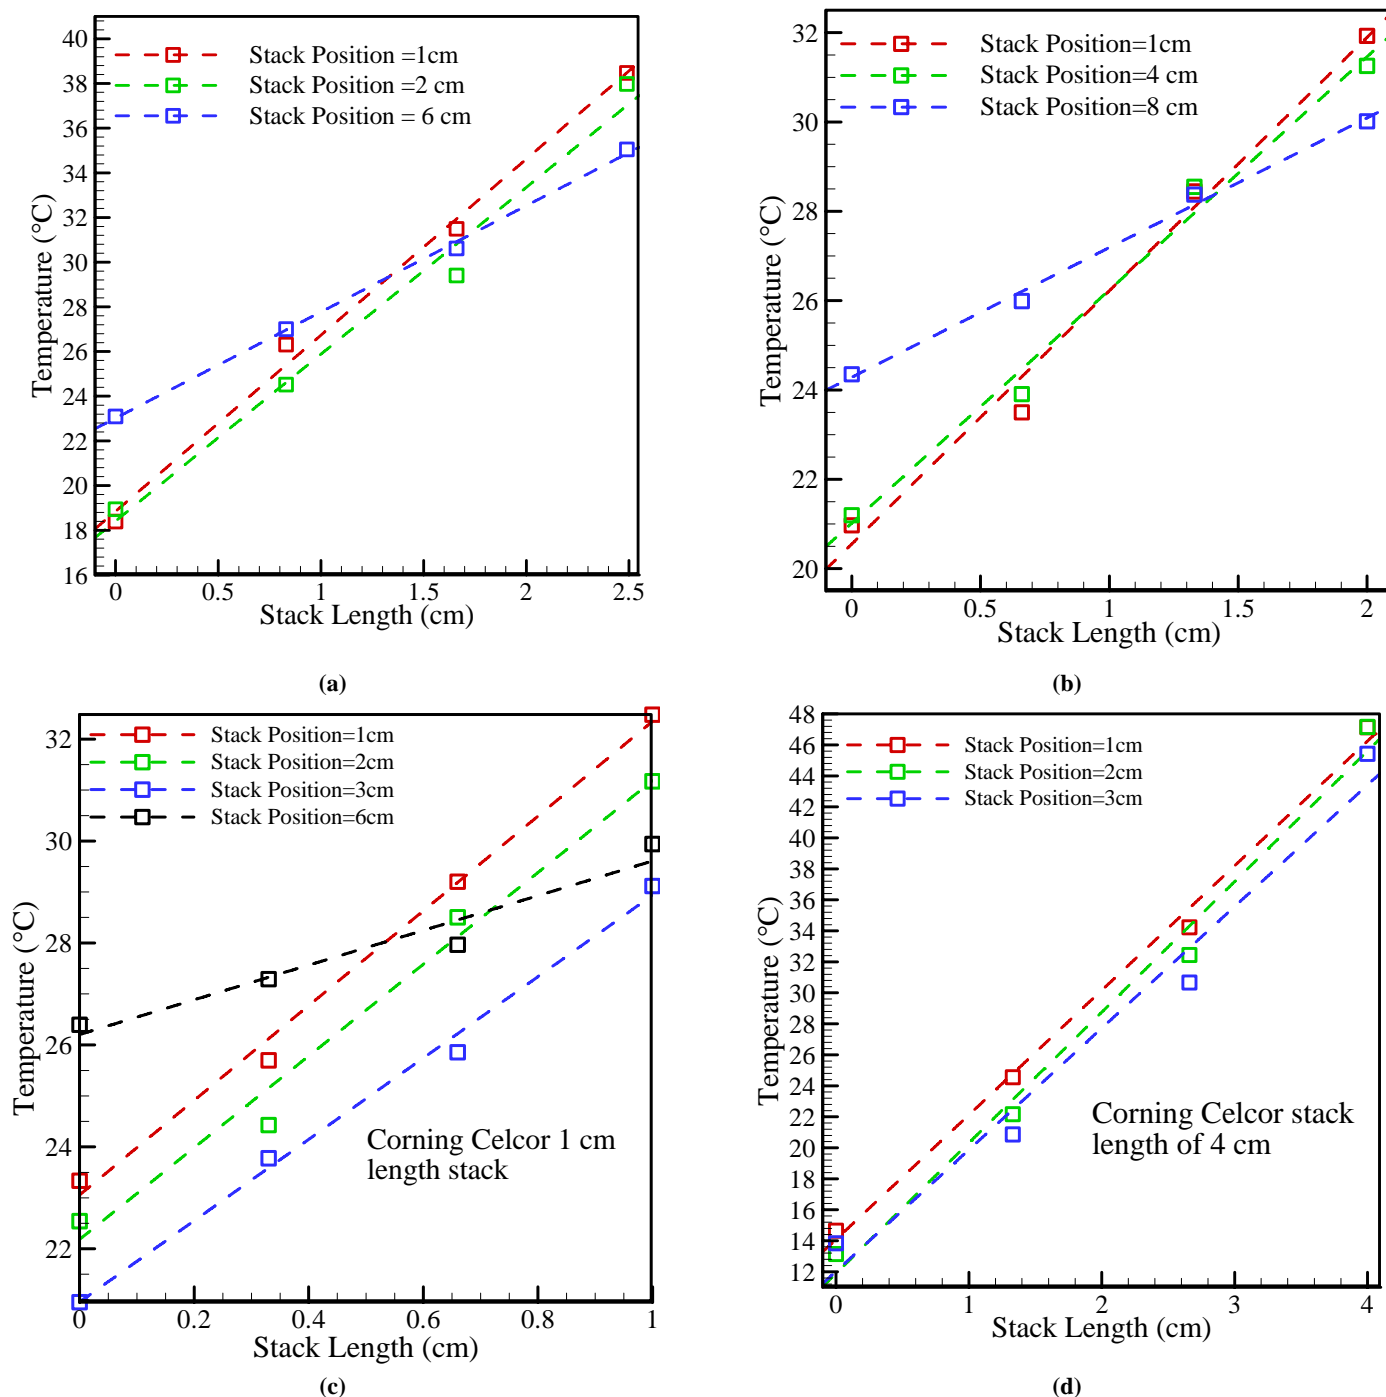 40
38
36
34
32
30
28
26
24
22
20
18
16
Temperature (°C)
Stack Position =1cm
Stack Position =2 cm
Stack Position = 6 cm
0 0.5 1 1.5 2 2.5
Stack Length (cm)
(a)
32
30
28
26
24
22
20
Temperature (°C)
Stack Position=1cm
Stack Position=4 cm
Stack Position=8 cm
0 0.5 1 1.5 2
Stack Length (cm)
(b)
32
30
28
26
24
22
Temperature (°C)
Stack Position=1cm
Stack Position=2cm
Stack Position=3cm
Stack Position=6cm
Corning Celcor 1 cm
length stack
0 0.2 0.4 0.6 0.8 1
Stack Length (cm)
(c)
48
46
44
42
40
38
36
34
32
30
28
26
24
22
20
18
16
14
12
Temperature (°C)
Stack Position=1cm
Stack Position=2cm
Stack Position=3cm
Corning Celcor stack
length of 4 cm
0 1 2 3 4
Stack Length (cm)
(d)